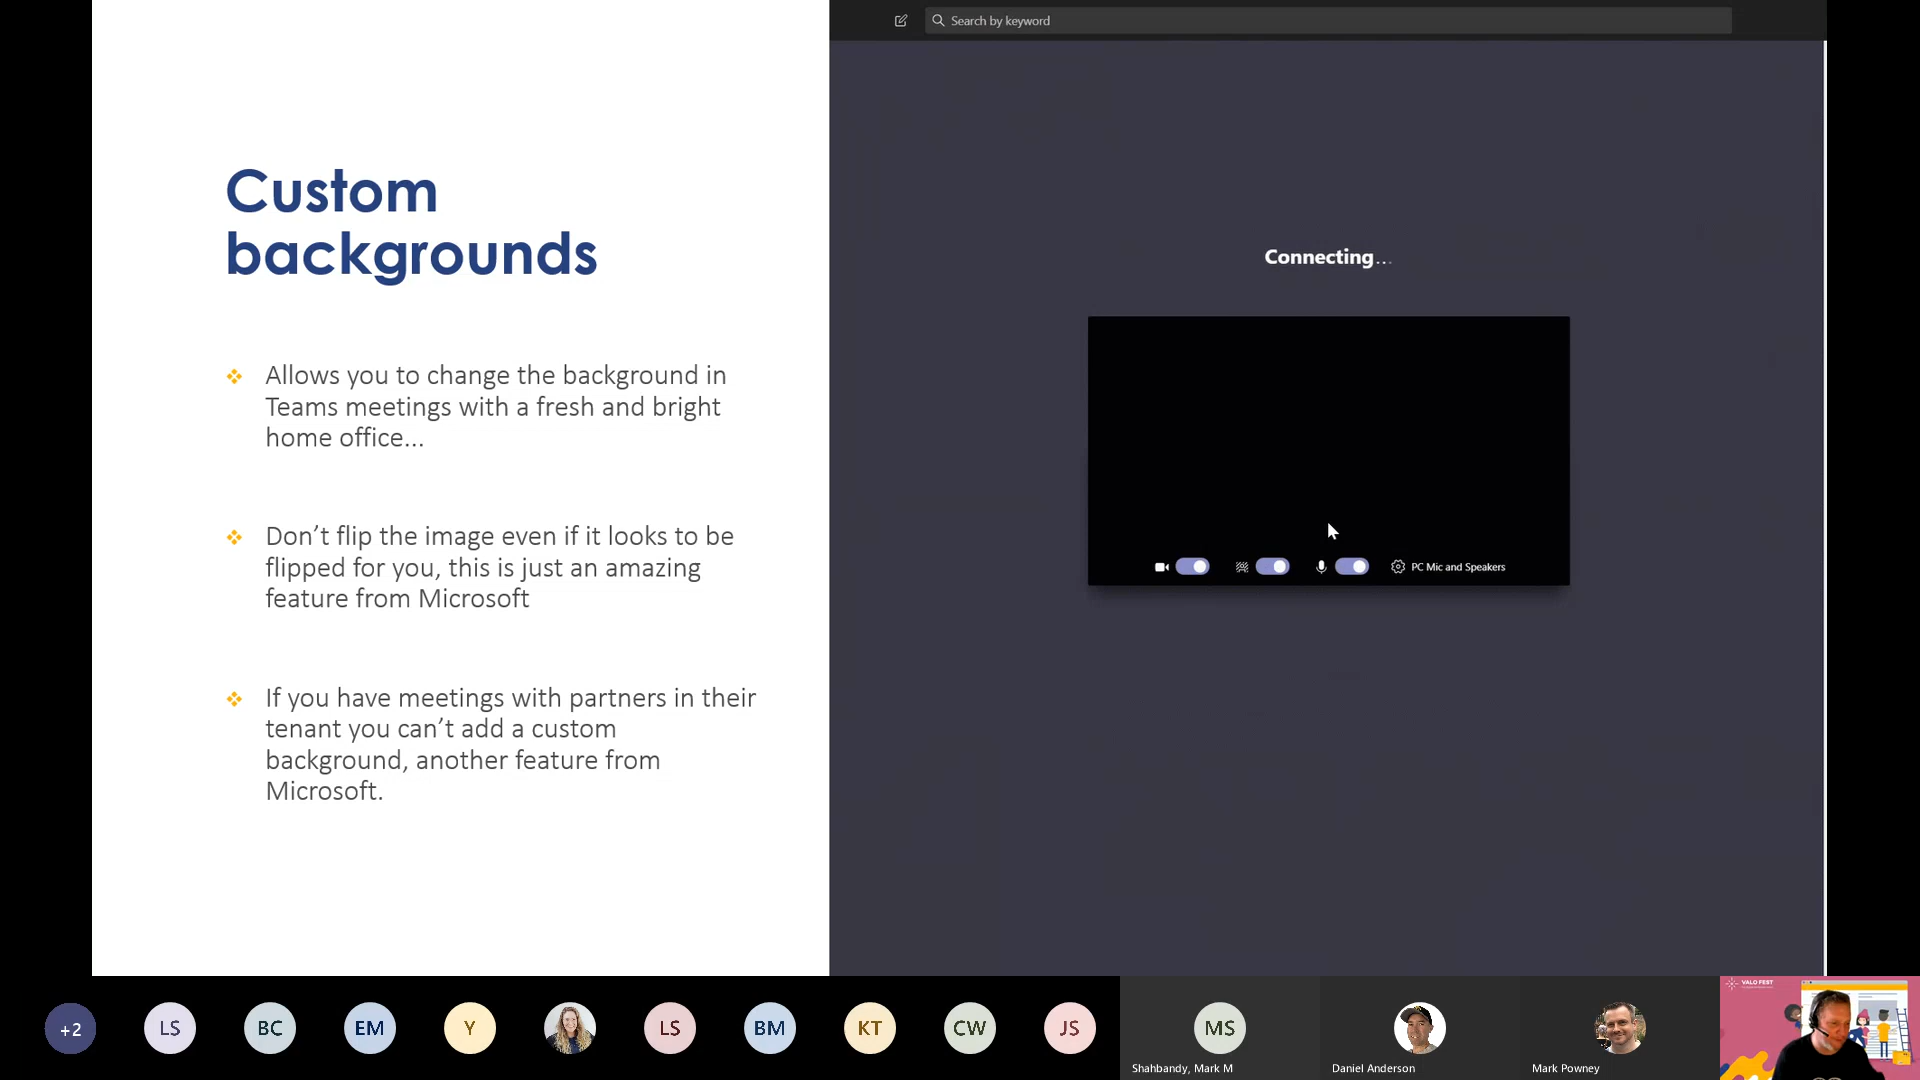 Search by keyword
Custom
backgrounds
Allows you to change the background in
Teams meetings with a fresh and bright
home office...
Don’t flip the image even if it looks to be
flipped for you, this is just an amazing
feature from Microsoft
If you have meetings with partners in their
tenant you can’t add a custom
background, another feature from
Microsoft.
Connecting...
PC Mic and Speakers
+2
LS
BC
EM
Y
LS
BM
KT
CW
JS
MS
Shahbandy, Mark M
Daniel Anderson
Mark Powney
VALO FEST